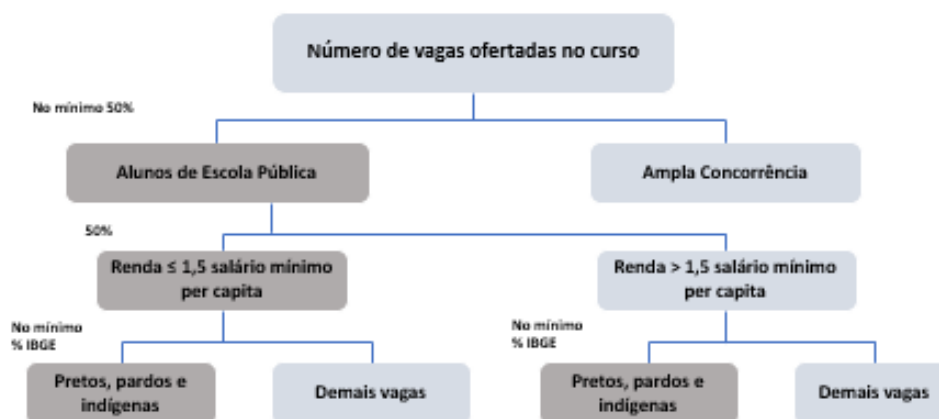 Número de vagas ofertadas no curso
No mínimo 50%
Alunos de Escola Pública
Ampla Concorrência
50%
Renda ≤ 1,5 salário mínimo
per capita
Renda > 1,5 salário mínimo
per capita
No mínimo
% IBGE
No mínimo
% IBGE
Pretos, pardos e
indígenas
Demais vagas
Pretos, pardos e
indígenas
Demais vagas